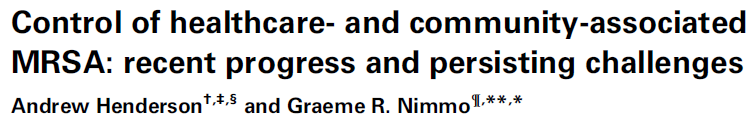 Control of healthcare- and community-associated
MRSA: recent progress and persisting challenges
Andrew Henderson†,‡,§ and Graeme R. Nimmo¶,**,*